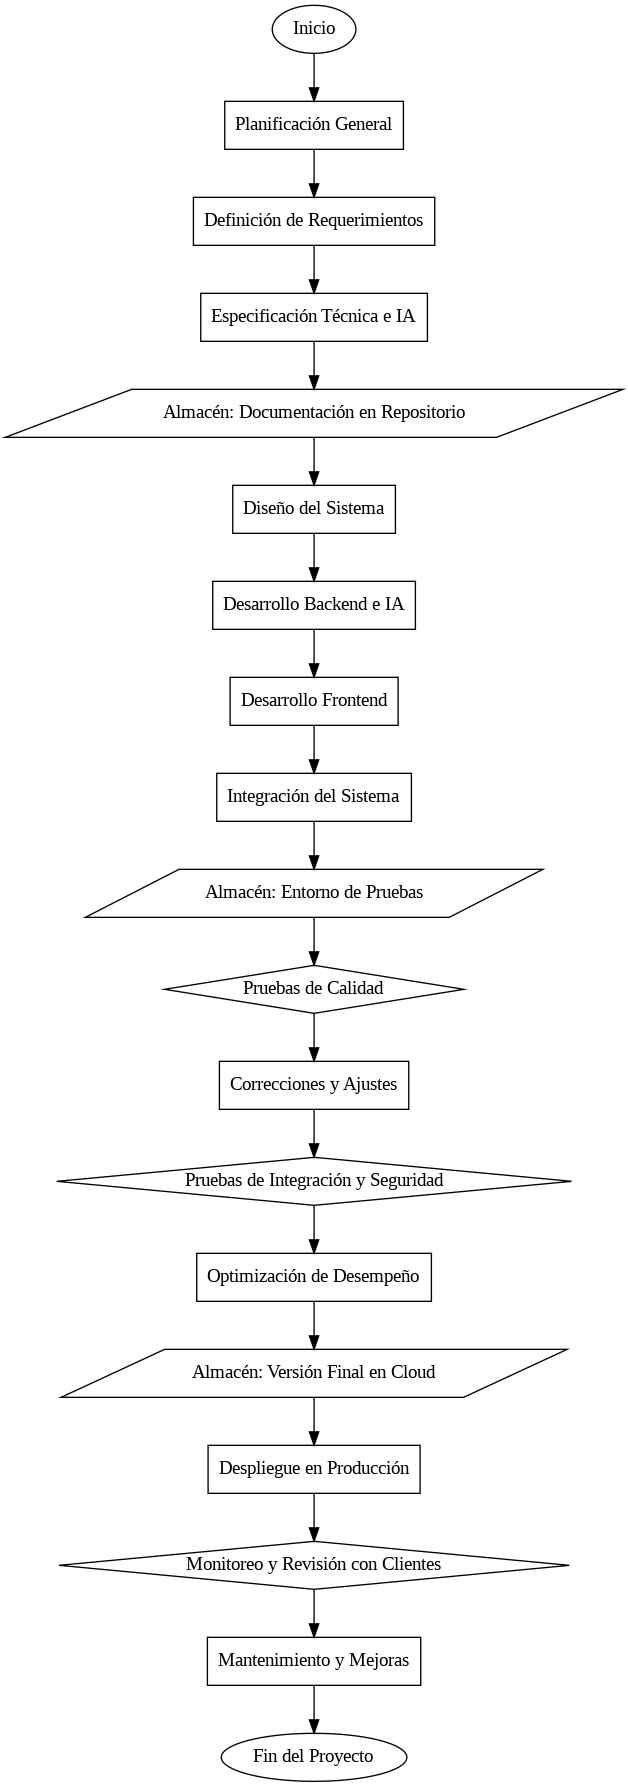 Inicio
Planificación General
Definición de Requerimientos
Especificación Técnica e IA
Almacén: Documentación en Repositorio
Diseño del Sistema
Desarrollo Backend e IA
Desarrollo Frontend
Integración del Sistema
Almacén: Entorno de Pruebas
Pruebas de Calidad
Correcciones y Ajustes
Pruebas de Integración y Seguridad
Optimización de Desempeño
Almacén: Versión Final en Cloud
Despliegue en Producción
Monitoreo y Revisión con Clientes
Mantenimiento y Mejoras
Fin del Proyecto